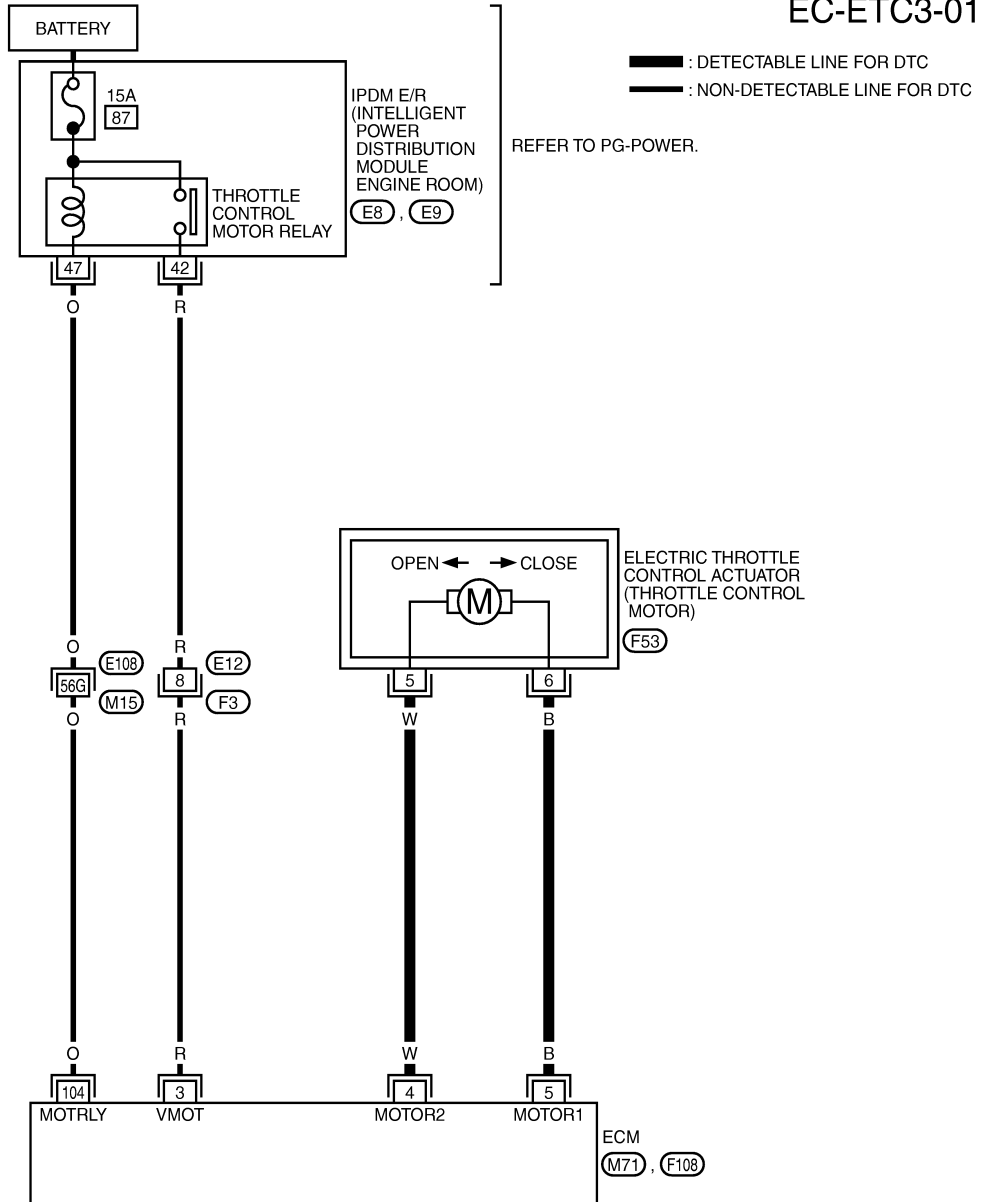 EC-ETC3-01
BATTERY
: DETECTABLE LINE FOR DTC
: NON-DETECTABLE LINE FOR DTC
15A
87
IPDM E/R
(INTELLIGENT
POWER
DISTRIBUTION
MODULE
ENGINE ROOM)
E8 , E9
REFER TO PG-POWER.
THROTTLE
CONTROL
MOTOR RELAY
47 42
O R
OPEN CLOSE
M
ELECTRIC THROTTLE
CONTROL ACTUATOR
(THROTTLE CONTROL
MOTOR)
F53
O R
E108 E12
56G 8 5 6
M15 F3
O R W B
O R W B
104 3 4 5
MOTRLY VMOT MOTOR2 MOTOR1
ECM
M71 , F108